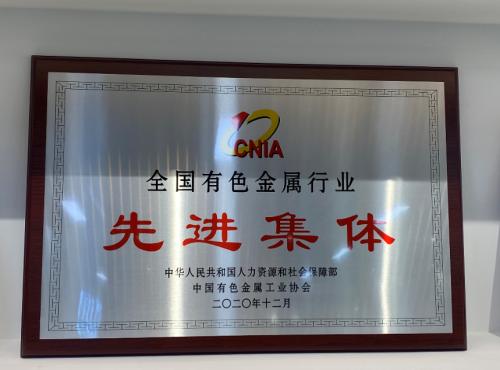 CNIA
全国有色金属行业
先进集体
中华人民共和国人力资源和社会保障部
中国有色金属工业协会
二〇二〇年十二月